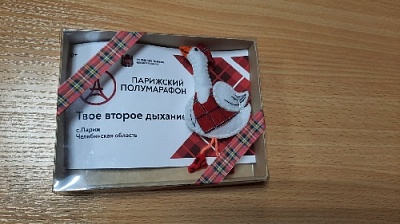 ПАРИЖСКИЙ
ПОЛУМАРАФОН
Твое второе дыхание
с.Париж
Челябинская область